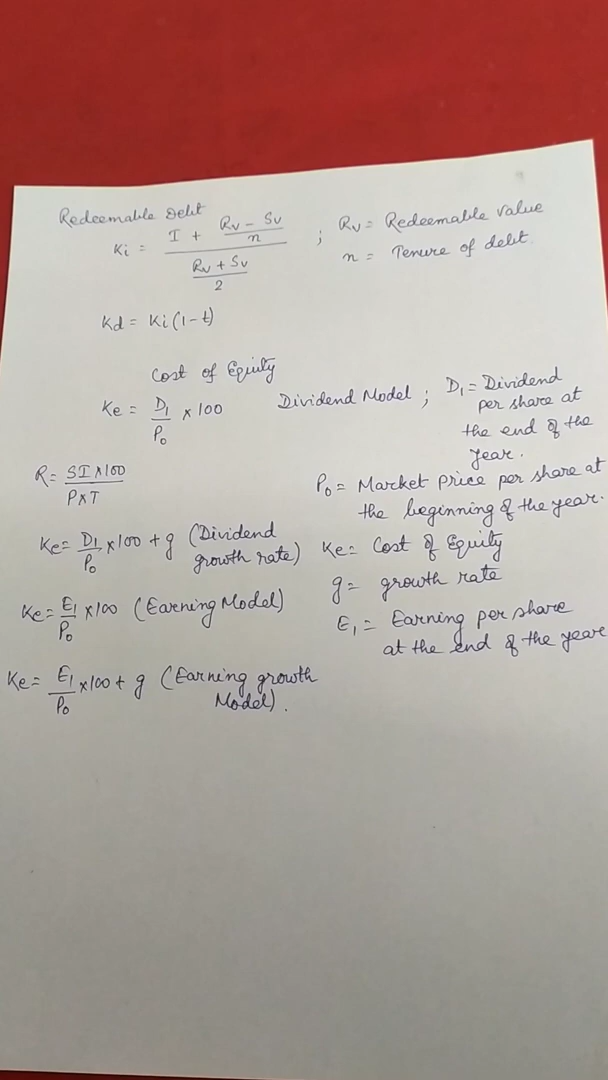 Redeemable Debt
Ki = (I + (Rv - Sv)/n) / ((Rv + Sv)/2) ; Rv = Redeemable value
n = Tenure of debt
Kd = Ki (1-t)
Cost of Equity
Ke = D1/P0 x 100 Dividend Model ; D1 = Dividend
per share at
the end of the
year.
R = SI x 100 / P x T
P0 = Market price per share at
the beginning of the year.
Ke = D1/P0 x 100 + g (Dividend
growth rate)
Ke = Cost of Equity
g = growth rate
Ke = E1/P0 x 100 (Earning Model)
E1 = Earning per share
at the end of the year
Ke = E1/P0 x 100 + g (Earning growth
Model).